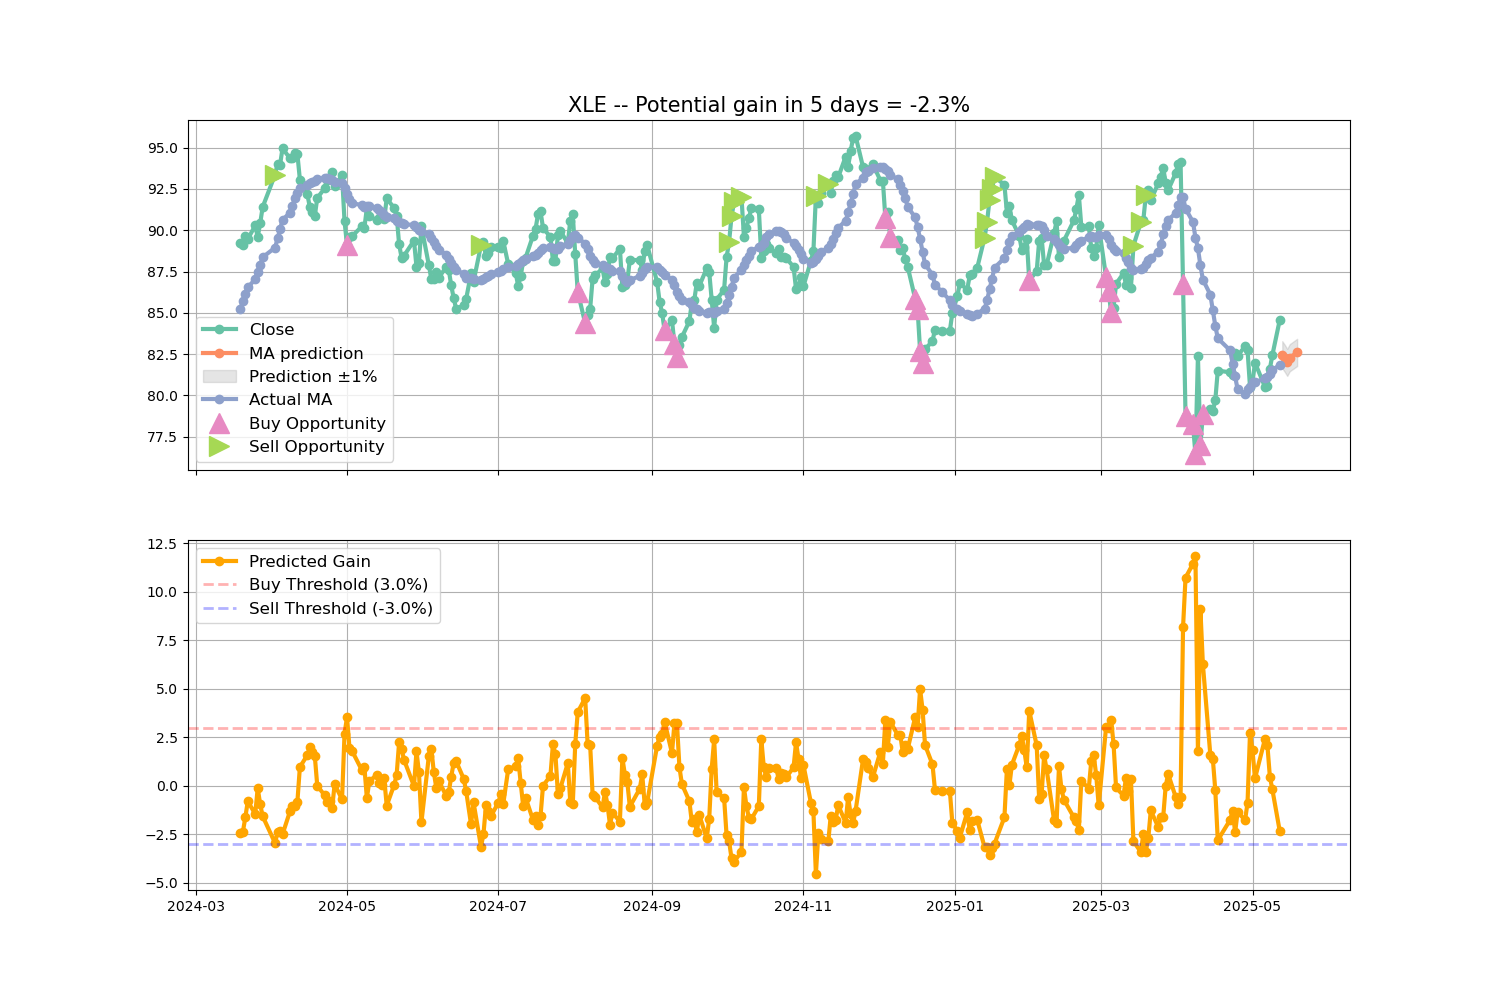 XLE -- Potential gain in 5 days = -2.3%
95.0
92.5
90.0
87.5
85.0
82.5
80.0
77.5
Close
MA prediction
Prediction ±1%
Actual MA
Buy Opportunity
Sell Opportunity
12.5
10.0
7.5
5.0
2.5
0.0
−2.5
−5.0
Predicted Gain
Buy Threshold (3.0%)
Sell Threshold (-3.0%)
2024-03
2024-05
2024-07
2024-09
2024-11
2025-01
2025-03
2025-05